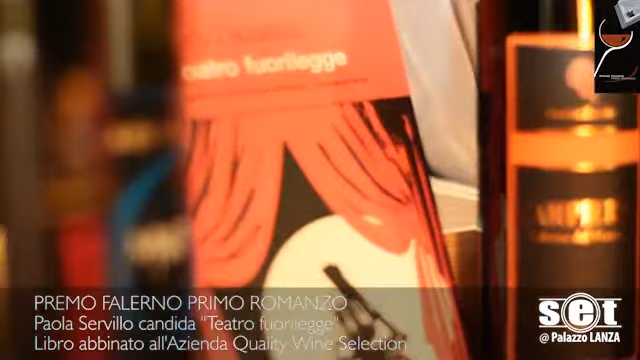 teatro fuorilegge
PREMO FALERNO PRIMO ROMANZO
Paola Servillo candida "Teatro fuorilegge"
Libro abbinato all'Azienda Quality Wine Selection
set
@ Palazzo LANZA